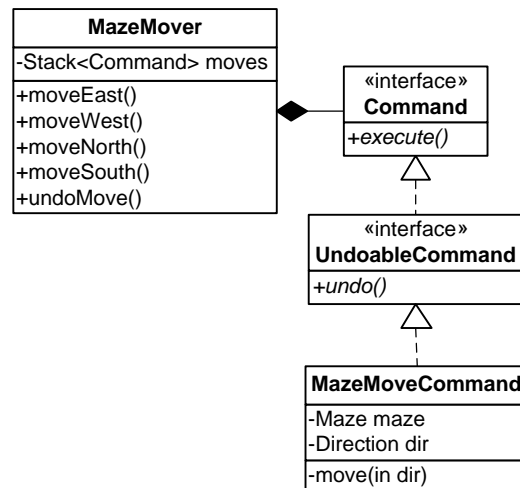 MazeMover
-Stack<Command> moves
+moveEast()
+moveWest()
+moveNorth()
+moveSouth()
+undoMove()
«interface»
Command
+execute()
«interface»
UndoableCommand
+undo()
MazeMoveCommand
-Maze maze
-Direction dir
-move(in dir)